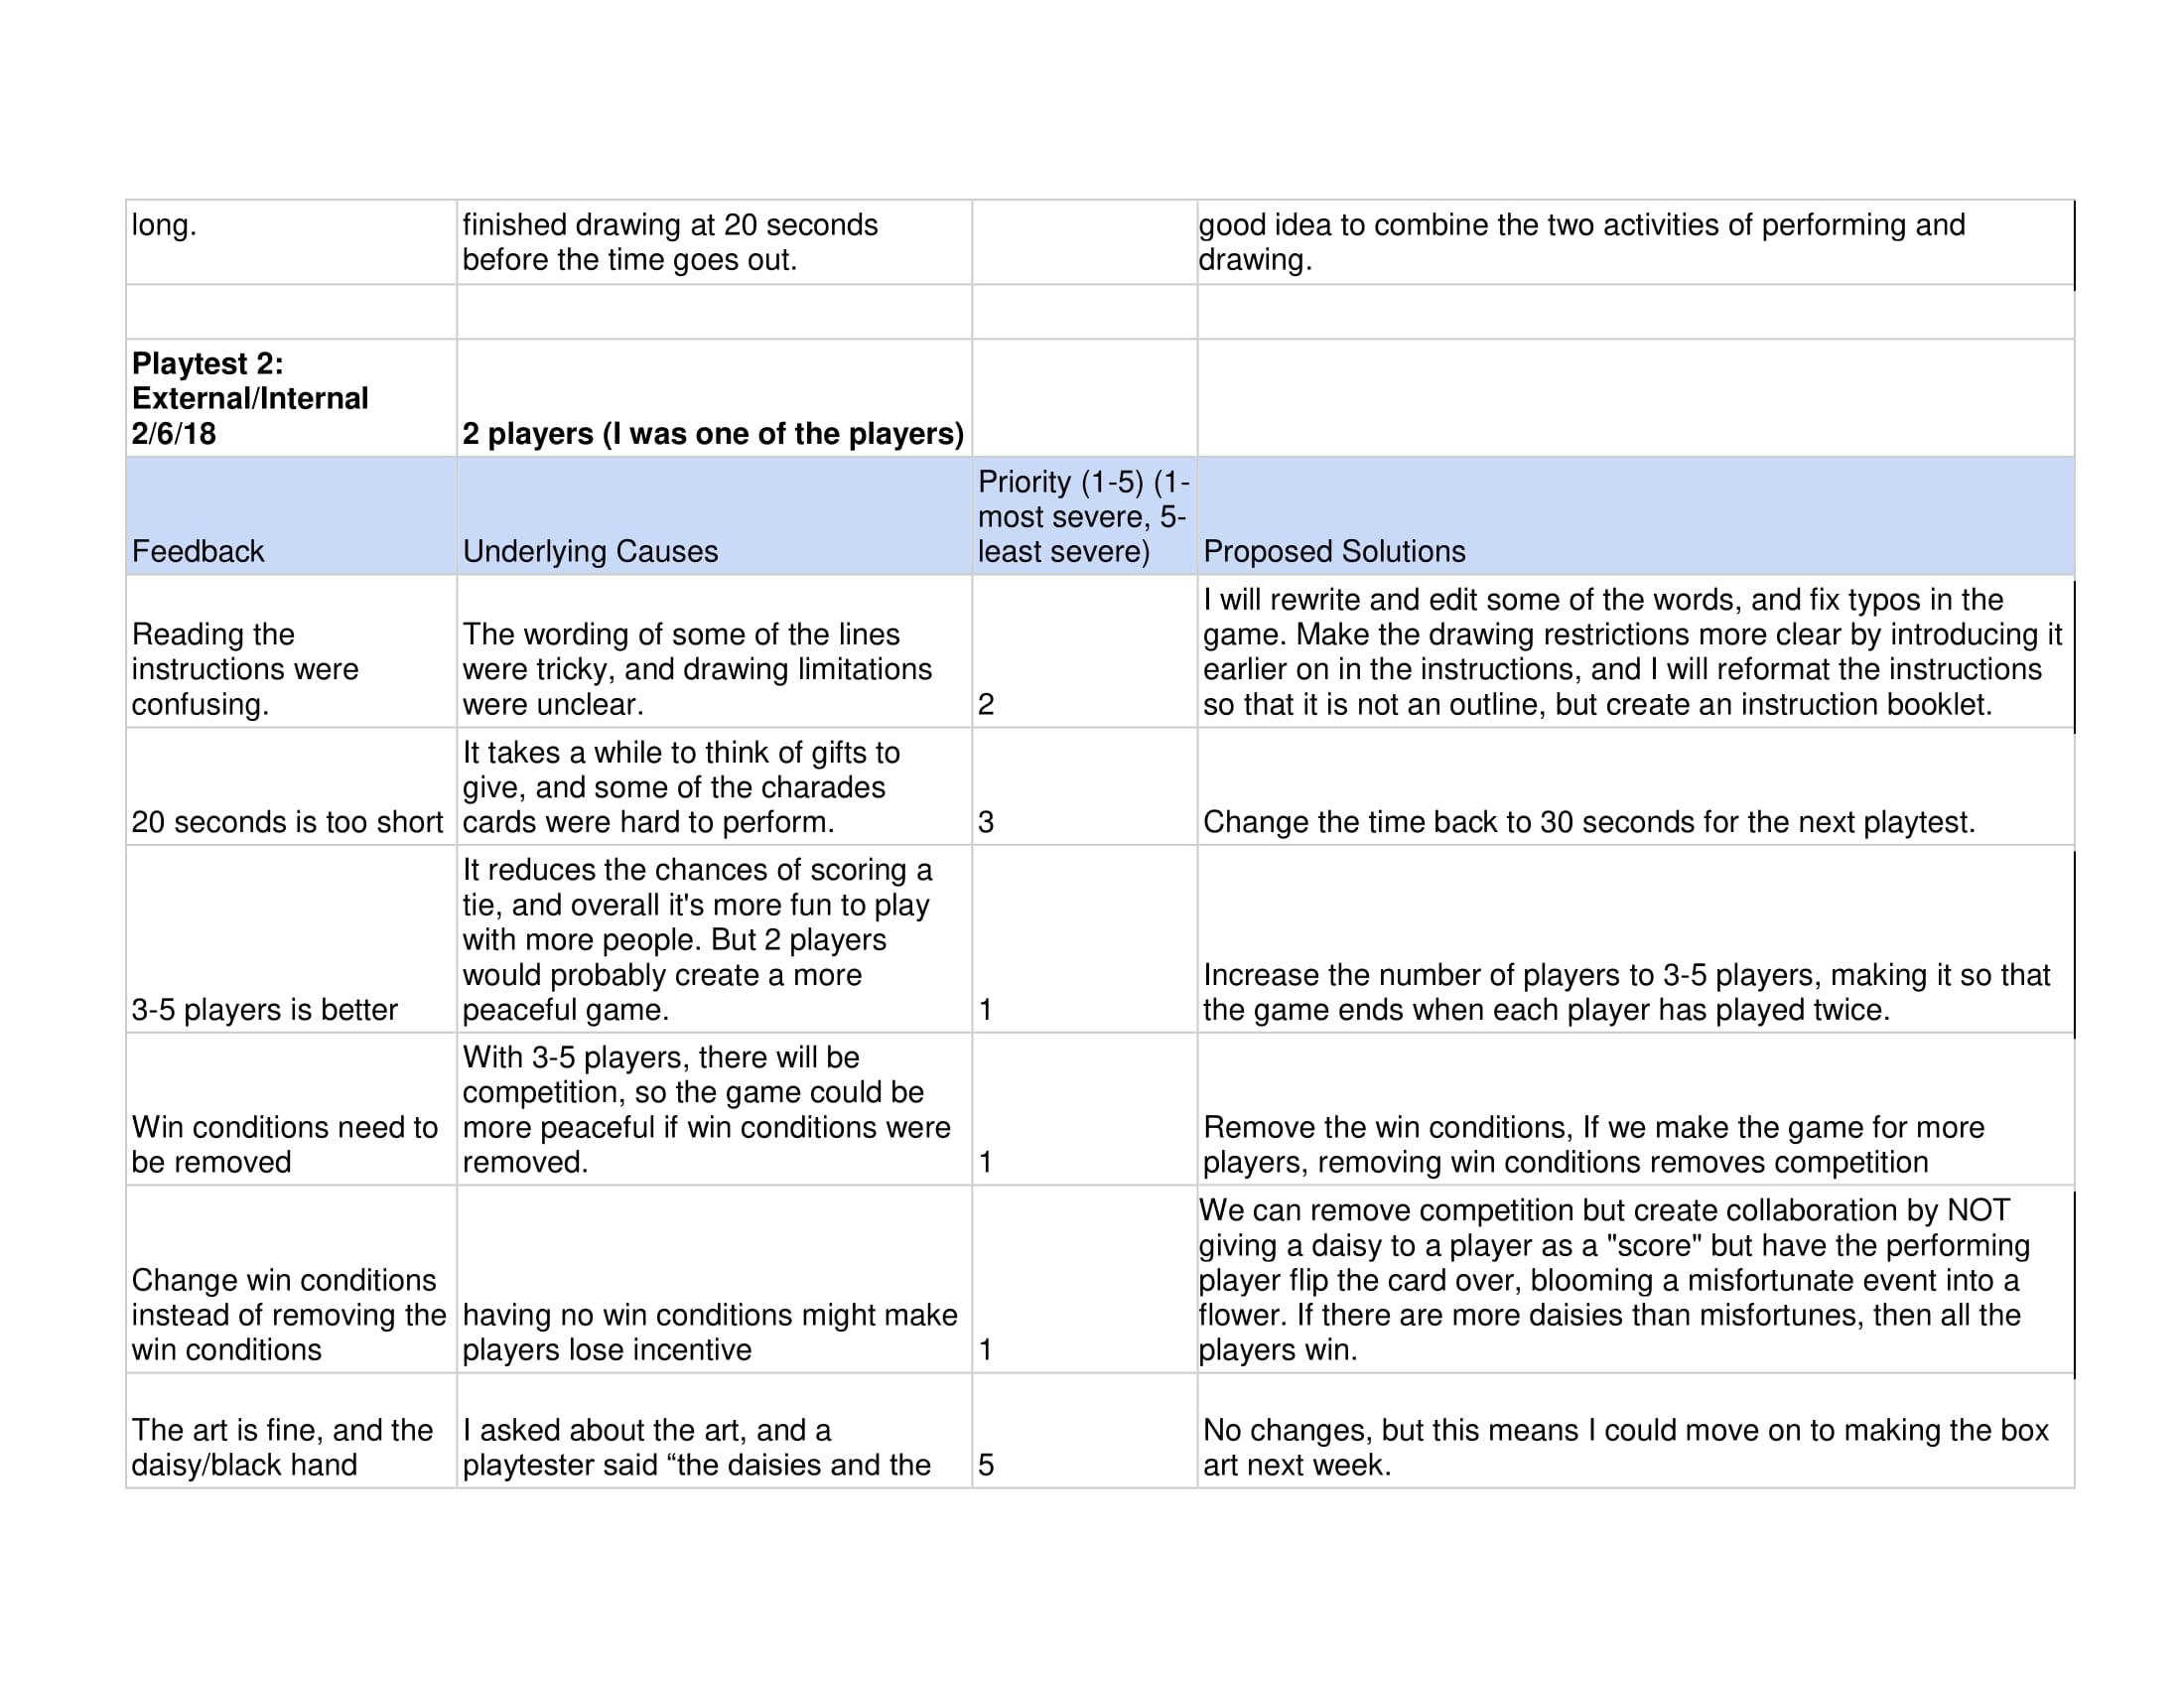 long.
finished drawing at 20 seconds
before the time goes out.
good idea to combine the two activities of performing and
drawing.
Playtest 2:
External/Internal
2/6/18
2 players (I was one of the players)
Feedback
Underlying Causes
Priority (1-5) (1-
most severe, 5-
least severe)
Proposed Solutions
Reading the
instructions were
confusing.
The wording of some of the lines
were tricky, and drawing limitations
were unclear.
2
I will rewrite and edit some of the words, and fix typos in the
game. Make the drawing restrictions more clear by introducing it
earlier on in the instructions, and I will reformat the instructions
so that it is not an outline, but create an instruction booklet.
20 seconds is too short
It takes a while to think of gifts to
give, and some of the charades
cards were hard to perform.
3
Change the time back to 30 seconds for the next playtest.
3-5 players is better
It reduces the chances of scoring a
tie, and overall it's more fun to play
with more people. But 2 players
would probably create a more
peaceful game.
1
Increase the number of players to 3-5 players, making it so that
the game ends when each player has played twice.
Win conditions need to
be removed
With 3-5 players, there will be
competition, so the game could be
more peaceful if win conditions were
removed.
1
Remove the win conditions, If we make the game for more
players, removing win conditions removes competition
Change win conditions
instead of removing the
win conditions
having no win conditions might make
players lose incentive
1
We can remove competition but create collaboration by NOT
giving a daisy to a player as a "score" but have the performing
player flip the card over, blooming a misfortunate event into a
flower. If there are more daisies than misfortunes, then all the
players win.
The art is fine, and the
daisy/black hand
I asked about the art, and a
playtester said “the daisies and the
5
No changes, but this means I could move on to making the box
art next week.